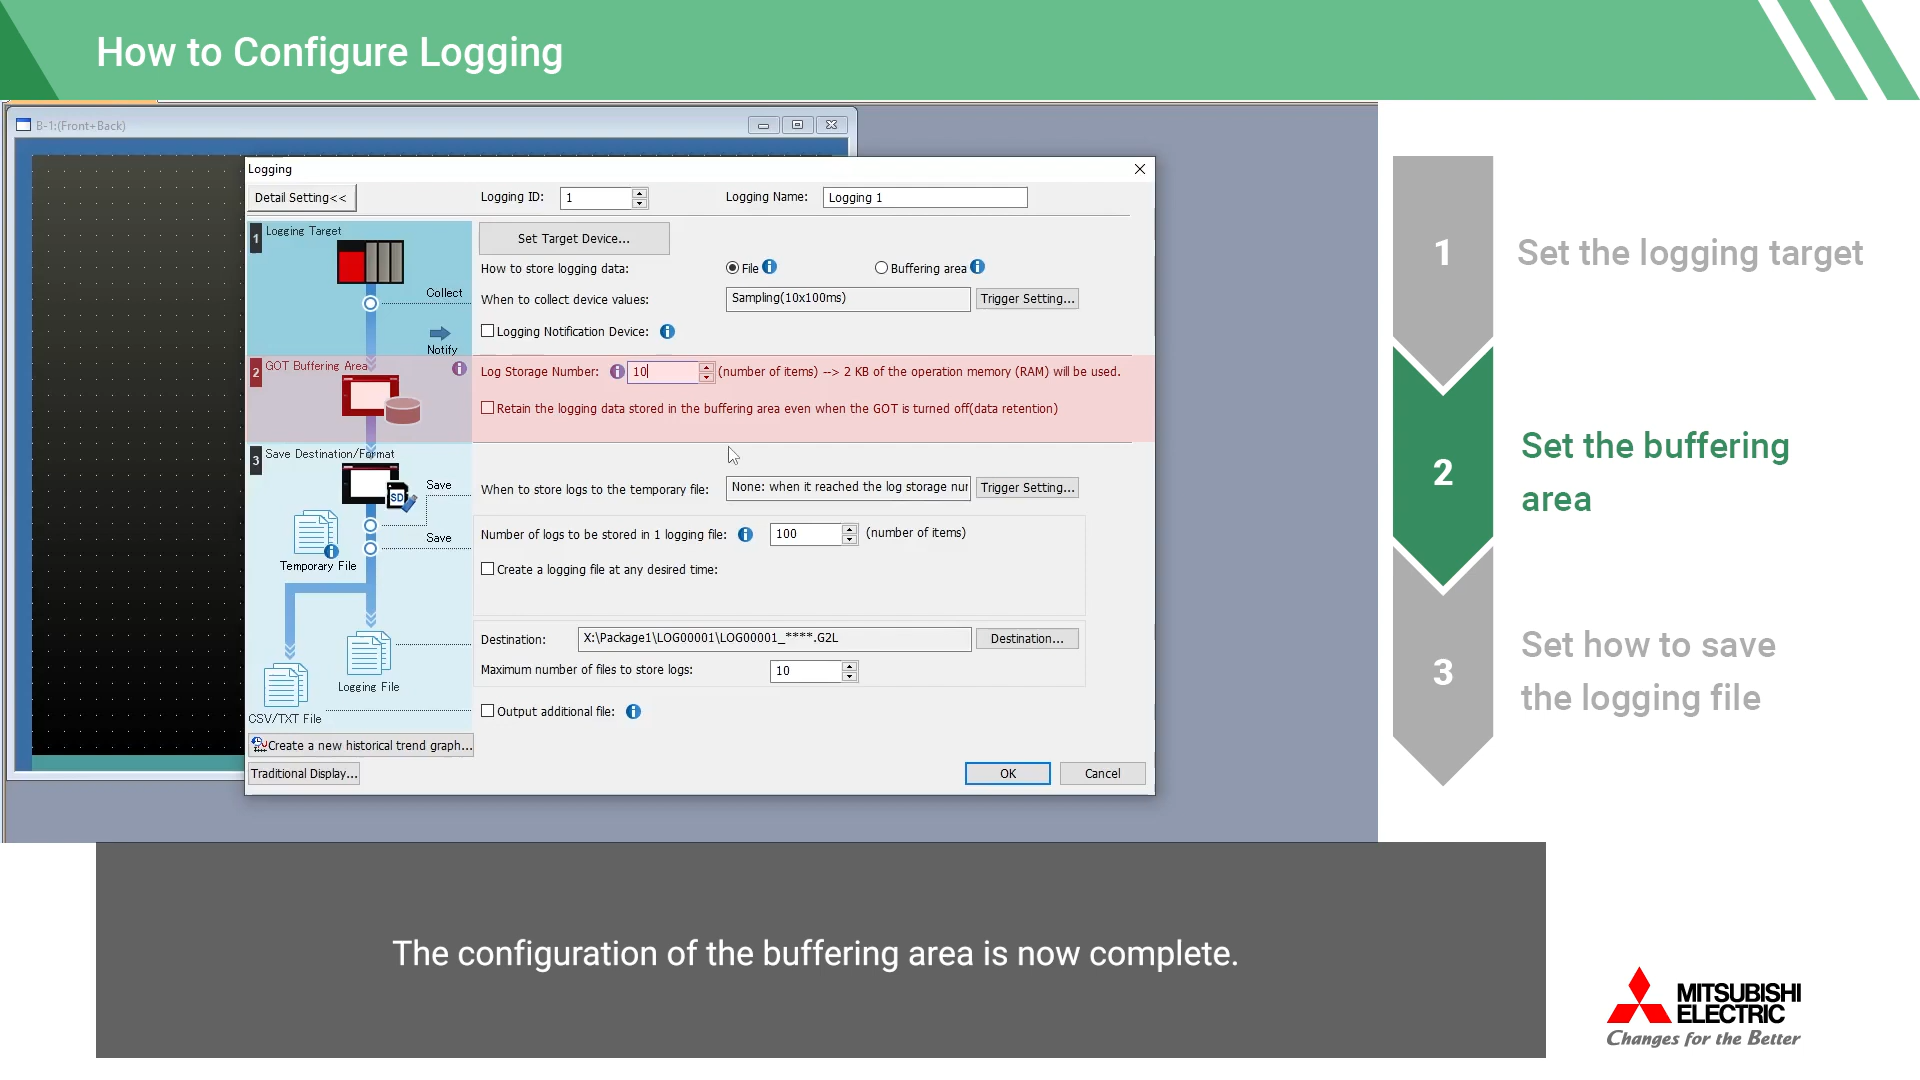 How to Configure Logging
B-1:(Front+Back)
Logging
Detail Setting<<
Logging ID: 1
Logging Name: Logging 1
1 Logging Target
Collect
Notify
Set Target Device...
How to store logging data: File Buffering area
When to collect device values: Sampling(10x100ms) Trigger Setting...
Logging Notification Device:
2 GOT Buffering Area
Log Storage Number: 10 (number of items) --> 2 KB of the operation memory (RAM) will be used.
Retain the logging data stored in the buffering area even when the GOT is turned off(data retention)
3 Save Destination/Format
SD
Save
Save
Temporary File
Logging File
CSV/TXT File
When to store logs to the temporary file: None: when it reached the log storage nur Trigger Setting...
Number of logs to be stored in 1 logging file: 100 (number of items)
Create a logging file at any desired time:
Destination: X:\Package1\LOG00001\LOG00001_****.G2L Destination...
Maximum number of files to store logs: 10
Output additional file:
Create a new historical trend graph...
Traditional Display...
OK
Cancel
1 Set the logging target
2 Set the buffering
area
3 Set how to save
the logging file
The configuration of the buffering area is now complete.
MITSUBISHI
ELECTRIC
Changes for the Better